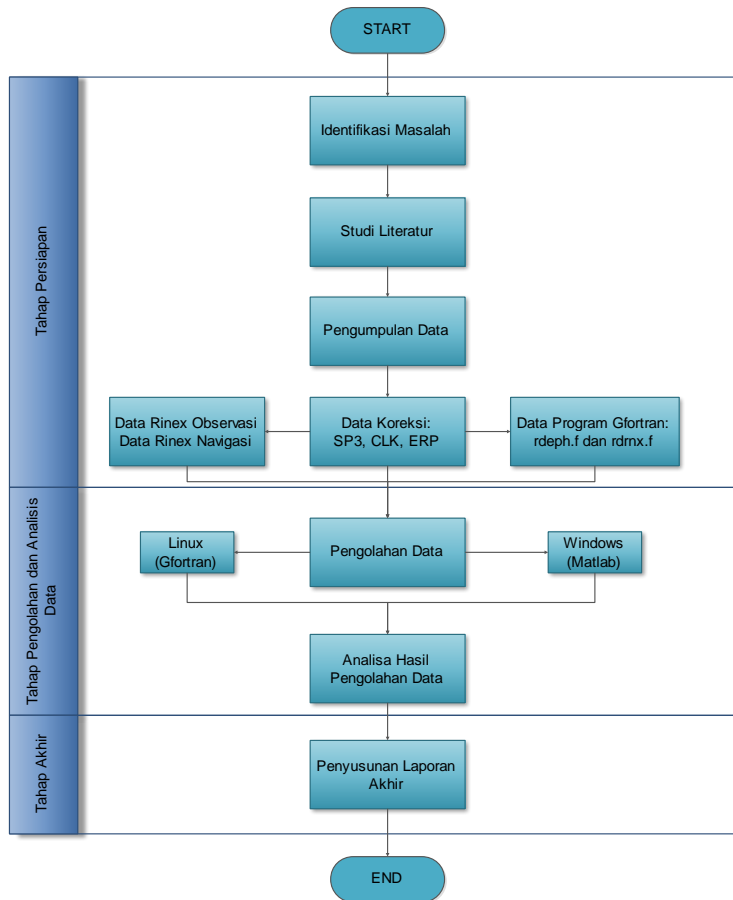 START
Tahap Persiapan
Identifikasi Masalah
Studi Literatur
Pengumpulan Data
Data Rinex Observasi
Data Rinex Navigasi
Data Koreksi:
SP3, CLK, ERP
Data Program Gfortran:
rdeph.f dan rdrnx.f
Tahap Pengolahan dan Analisis
Data
Linux
(Gfortran)
Pengolahan Data
Windows
(Matlab)
Analisa Hasil
Pengolahan Data
Tahap Akhir
Penyusunan Laporan
Akhir
END